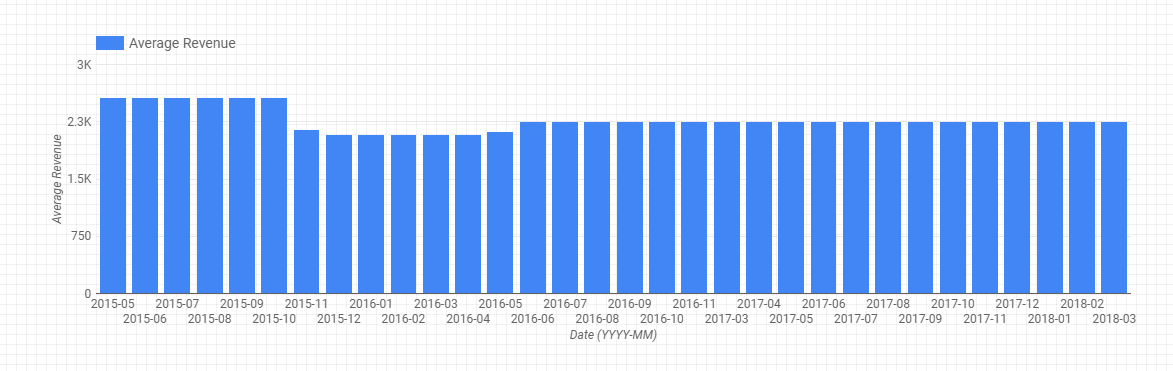 Average Revenue
3K
2.3K
1.5K
750
0
Average Revenue
2015-05 2015-07 2015-09 2015-11 2016-01 2016-03 2016-05 2016-07 2016-09 2016-11 2017-04 2017-06 2017-08 2017-10 2017-12 2018-02
2015-06 2015-08 2015-10 2015-12 2016-02 2016-04 2016-06 2016-08 2016-10 2017-03 2017-05 2017-07 2017-09 2017-11 2018-01 2018-03
Date (YYYY-MM)